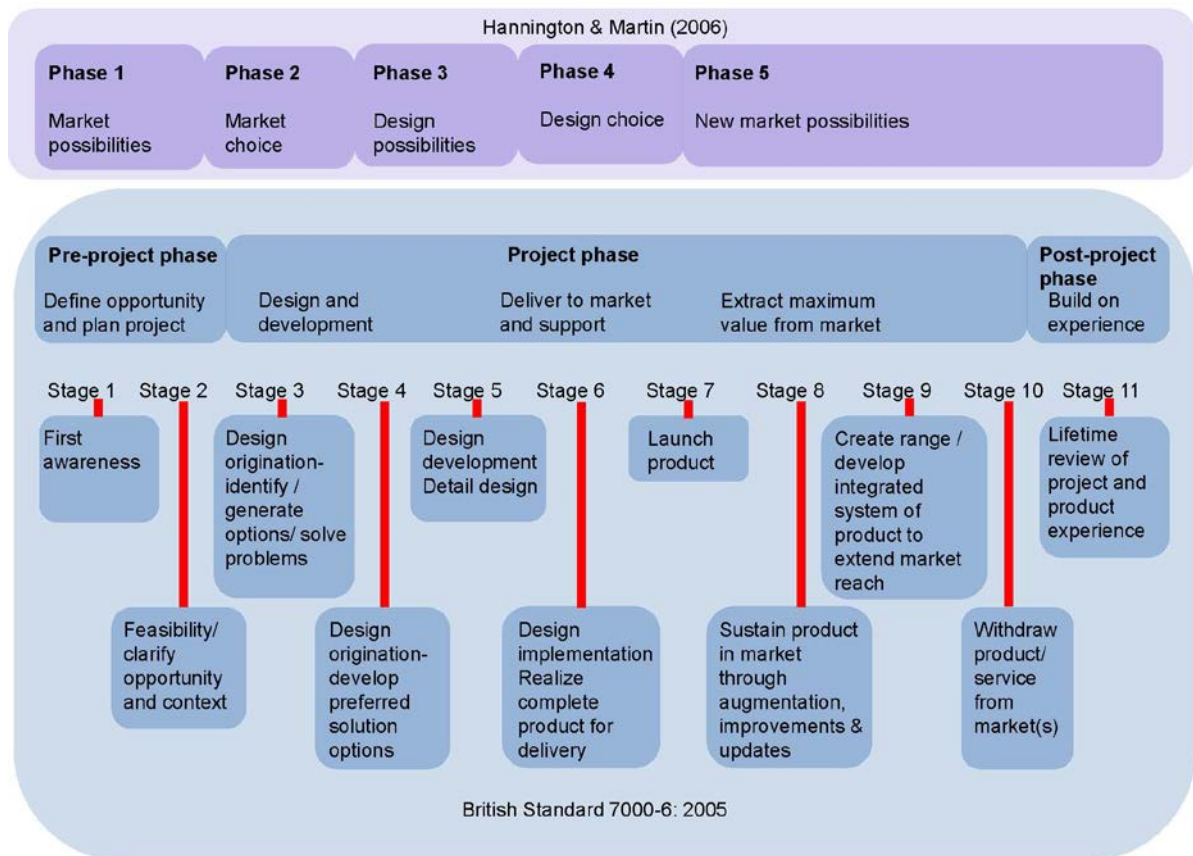 Hannington & Martin (2006)
Phase 1
Market
possibilities
Phase 2
Market
choice
Phase 3
Design
possibilities
Phase 4
Design choice
Phase 5
New market possibilities
Pre-project phase
Define opportunity
and plan project
Project phase
Design and
development
Deliver to market
and support
Extract maximum
value from market
Post-project
phase
Build on
experience
Stage 1
Stage 2
Stage 3
Stage 4
Stage 5
Stage 6
Stage 7
Stage 8
Stage 9
Stage 10
Stage 11
First
awareness
Design
origination-
identify /
generate
options/ solve
problems
Design
development
Detail design
Launch
product
Create range /
develop
integrated
system of
product to
extend market
reach
Lifetime
review of
project and
product
experience
Feasibility/
clarify
opportunity
and context
Design
origination-
develop
preferred
solution
options
Design
implementation
Realize
complete
product for
delivery
Sustain product
in market
through
augmentation,
improvements &
updates
Withdraw
product/
service
from
market(s)
British Standard 7000-6: 2005